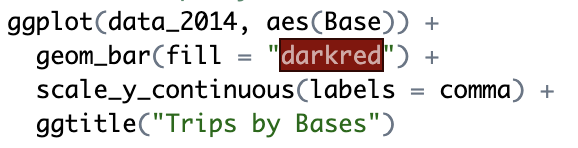 ggplot(data_2014, aes(Base)) +
geom_bar(fill = "darkred") +
scale_y_continuous(labels = comma) +
ggtitle("Trips by Bases")